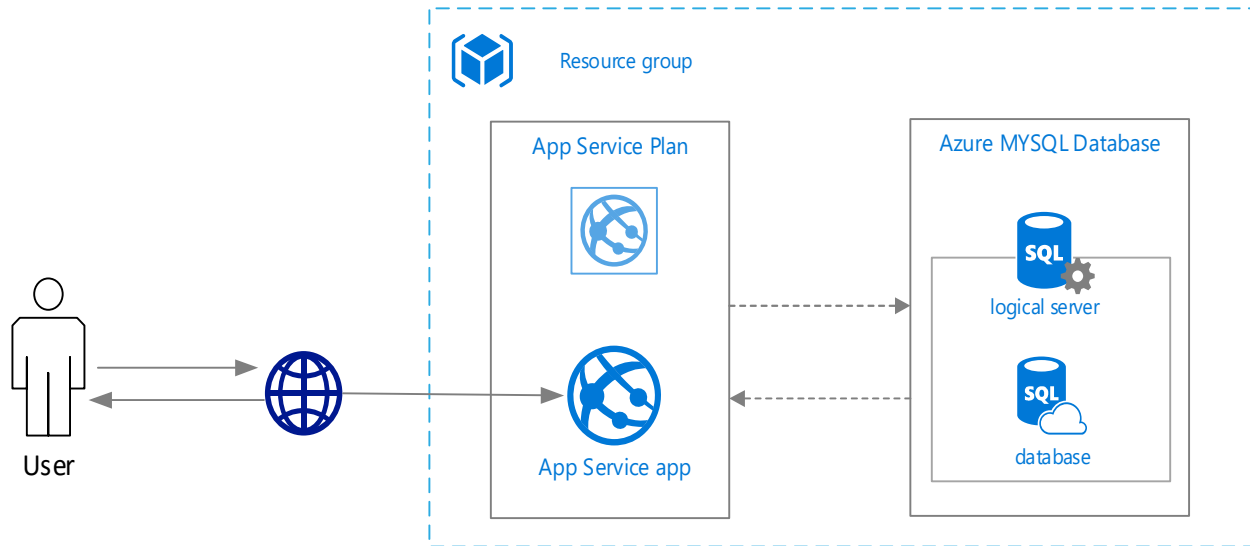 Resource group
App Service Plan
Azure MYSQL Database
SQL
logical server
SQL
database
App Service app
User